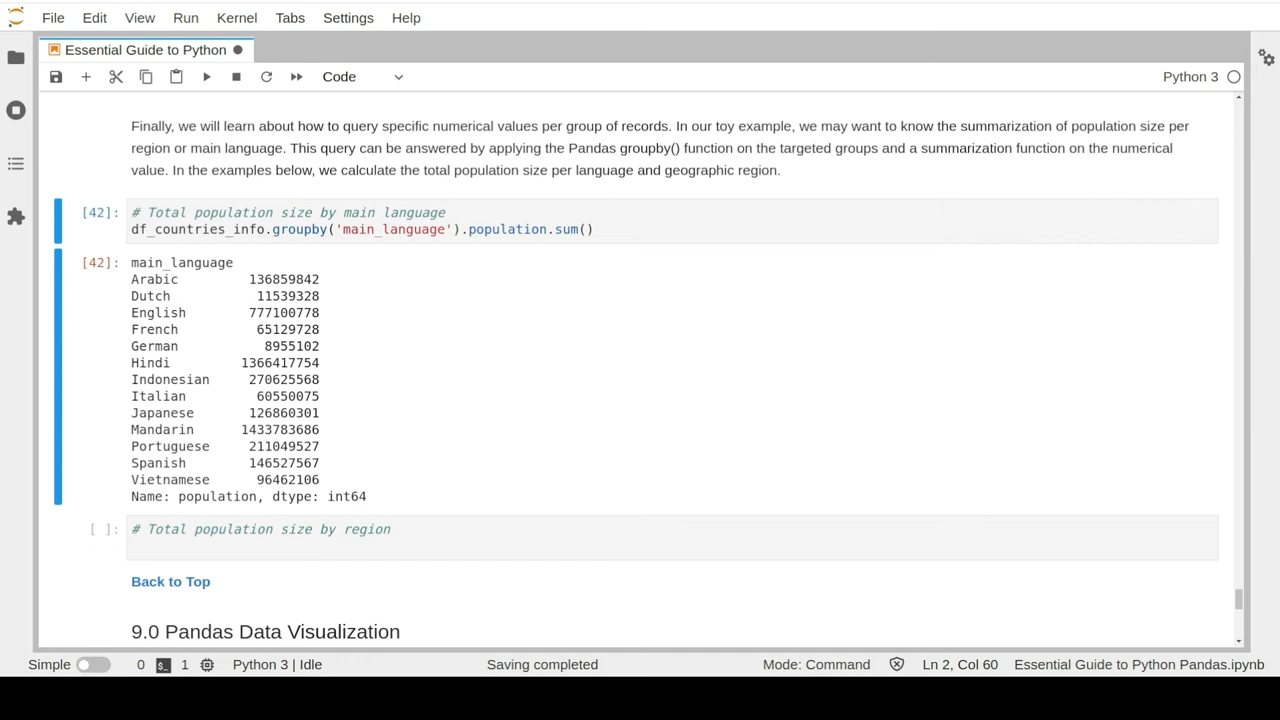 File Edit View Run Kernel Tabs Settings Help
Essential Guide to Python
Code
Python 3
Finally, we will learn about how to query specific numerical values per group of records. In our toy example, we may want to know the summarization of population size per
region or main language. This query can be answered by applying the Pandas groupby() function on the targeted groups and a summarization function on the numerical
value. In the examples below, we calculate the total population size per language and geographic region.
[42]: # Total population size by main language
df_countries_info.groupby('main_language').population.sum()
[42]: main_language
Arabic 136859842
Dutch 11539328
English 777100778
French 65129728
German 8955102
Hindi 1366417754
Indonesian 270625568
Italian 60550075
Japanese 126860301
Mandarin 1433783686
Portuguese 211049527
Spanish 146527567
Vietnamese 96462106
Name: population, dtype: int64
[ ]: # Total population size by region
Back to Top
9.0 Pandas Data Visualization
Simple 0 $_ 1 Python 3 | Idle Saving completed Mode: Command Ln 2, Col 60 Essential Guide to Python Pandas.ipynb